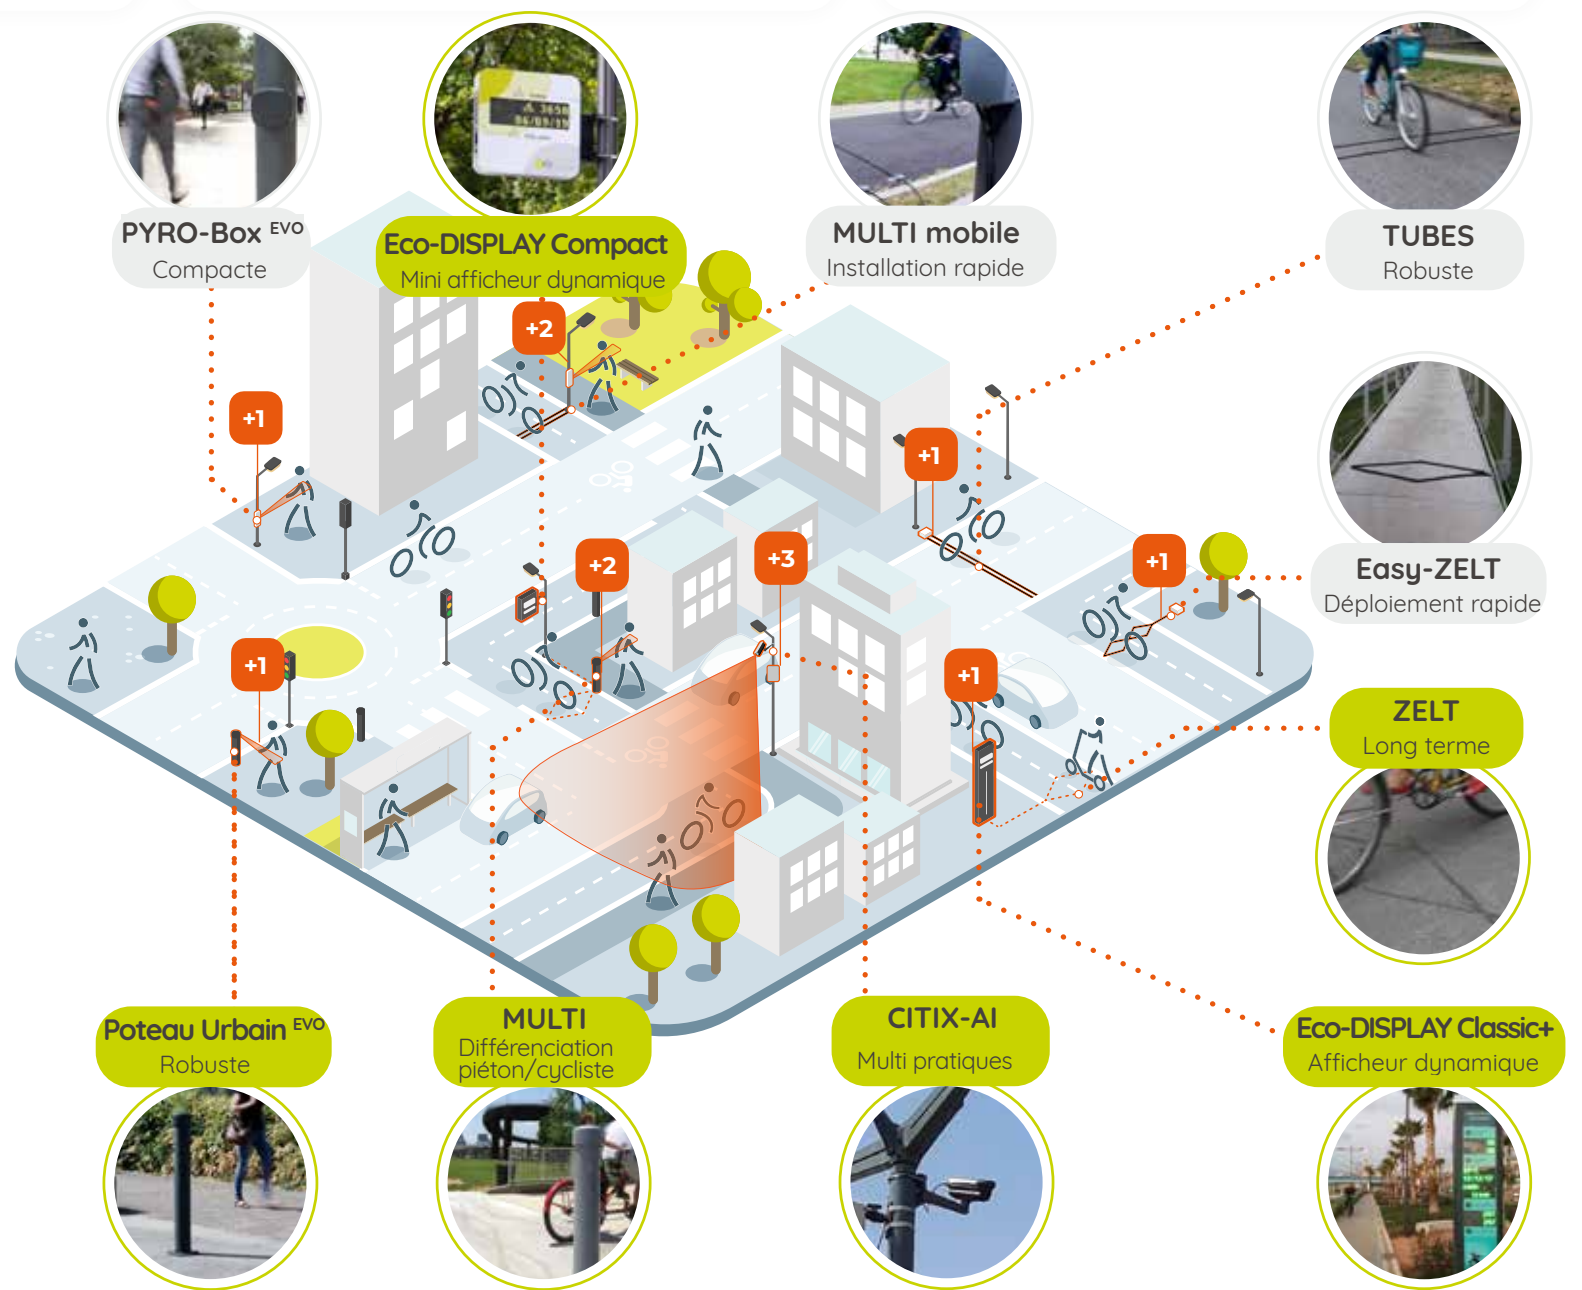 PYRO-Box EVO
Compacte
Eco-DISPLAY Compact
Mini afficheur dynamique
MULTI mobile
Installation rapide
TUBES
Robuste
+2
+1
+1
Easy-ZELT
Déploiement rapide
+2
+3
+1
+1
+1
ZELT
Long terme
Poteau Urbain EVO
Robuste
MULTI
Différenciation
piéton/cycliste
CITIX-AI
Multi pratiques
Eco-DISPLAY Classic+
Afficheur dynamique